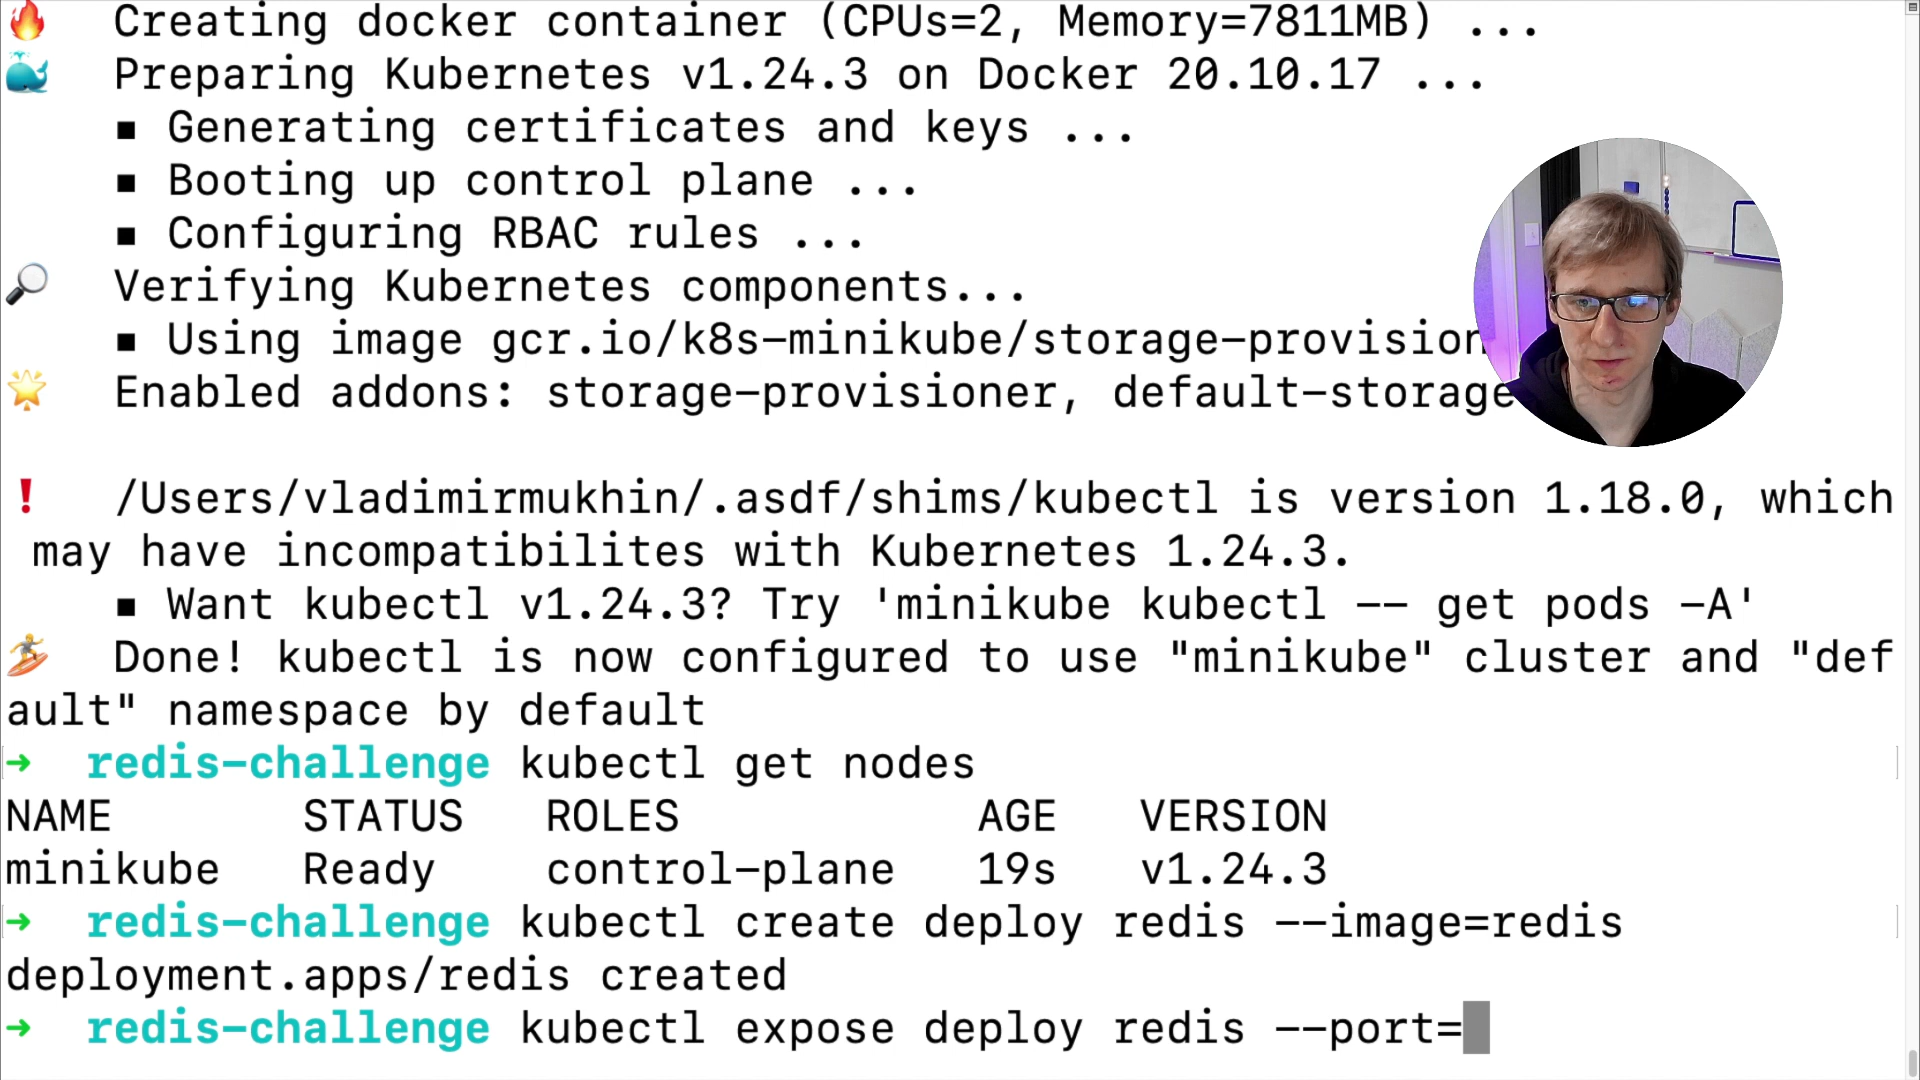 Creating docker container (CPUs=2, Memory=7811MB) ...
Preparing Kubernetes v1.24.3 on Docker 20.10.17 ...
▪ Generating certificates and keys ...
▪ Booting up control plane ...
▪ Configuring RBAC rules ...
Verifying Kubernetes components...
▪ Using image gcr.io/k8s-minikube/storage-provision
Enabled addons: storage-provisioner, default-storage
/Users/vladimirmukhin/.asdf/shims/kubectl is version 1.18.0, which
may have incompatibilites with Kubernetes 1.24.3.
▪ Want kubectl v1.24.3? Try 'minikube kubectl -- get pods -A'
Done! kubectl is now configured to use "minikube" cluster and "def
ault" namespace by default
→ redis-challenge kubectl get nodes
NAME STATUS ROLES AGE VERSION
minikube Ready control-plane 19s v1.24.3
→ redis-challenge kubectl create deploy redis --image=redis
deployment.apps/redis created
→ redis-challenge kubectl expose deploy redis --port=